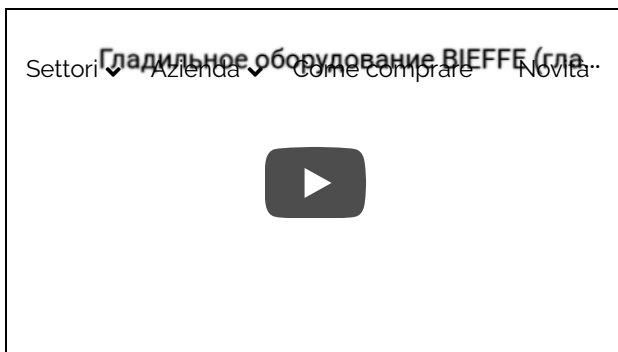 Гладильное оборудование BIEFFE (гла...
Settori Azienda Come comprare Novità